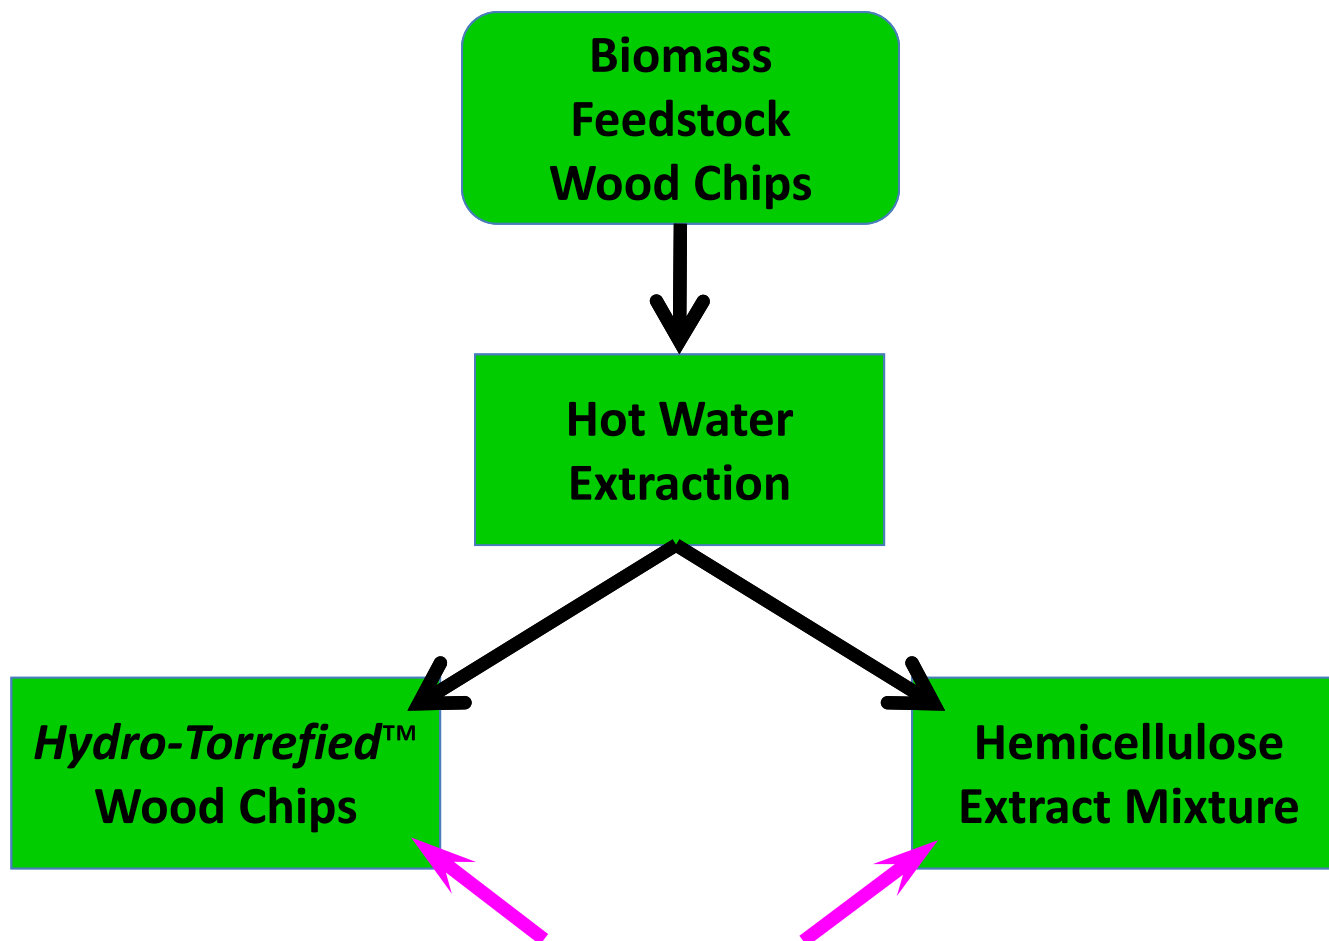 Biomass
Feedstock
Wood Chips
Hot Water
Extraction
Hydro-Torrefied™
Wood Chips
Hemicellulose
Extract Mixture